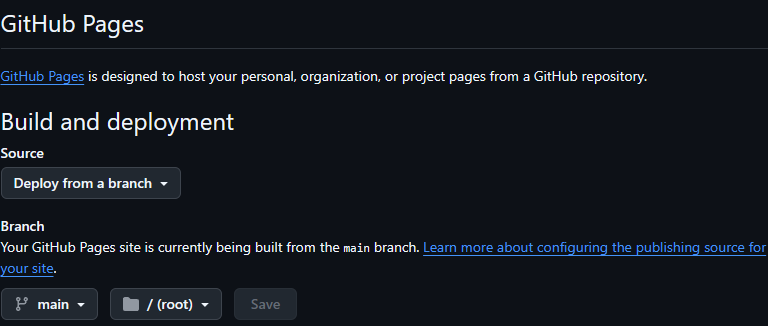 GitHub Pages
GitHub Pages is designed to host your personal, organization, or project pages from a GitHub repository.
Build and deployment
Source
Deploy from a branch
Branch
Your GitHub Pages site is currently being built from the main branch. Learn more about configuring the publishing source for
your site.
main / (root) Save